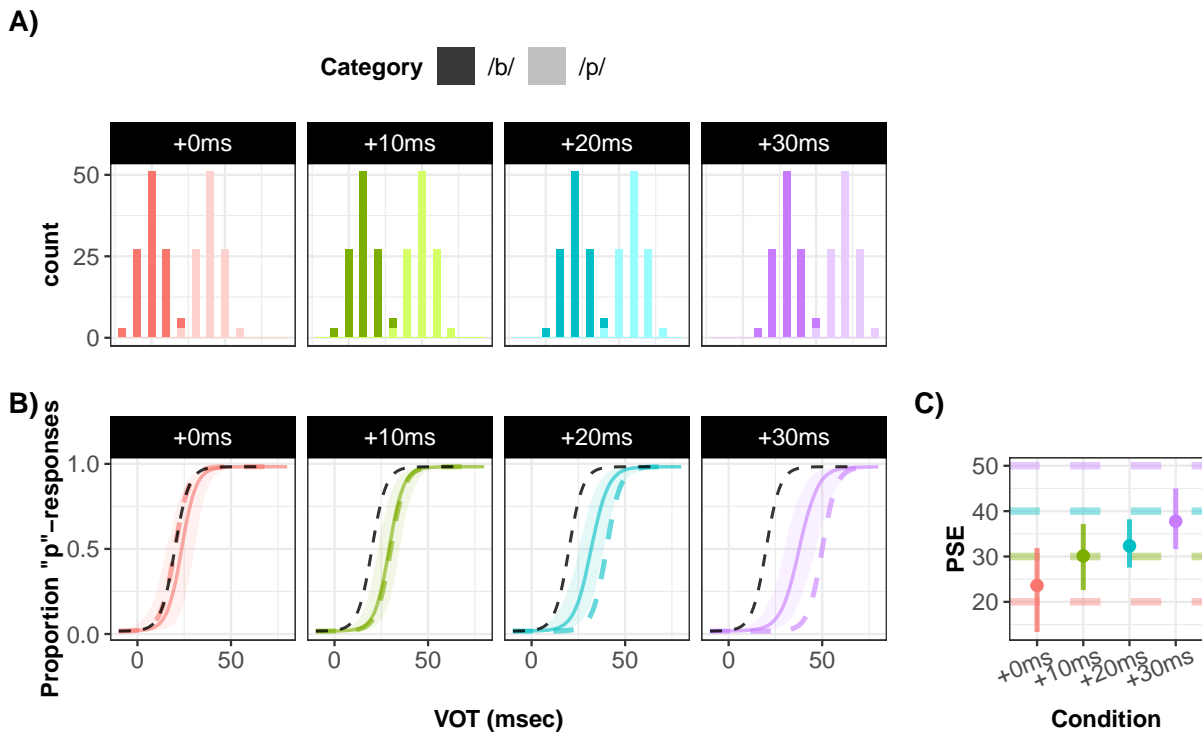 A)
Category /b/ /p/
+0ms +10ms +20ms +30ms
50
25
0
count
B)
+0ms +10ms +20ms +30ms
1.0
0.5
0.0
Proportion "p"−responses
0 50 0 50 0 50 0 50
VOT (msec)
C)
50
40
30
20
PSE
+0ms +10ms +20ms +30ms
Condition